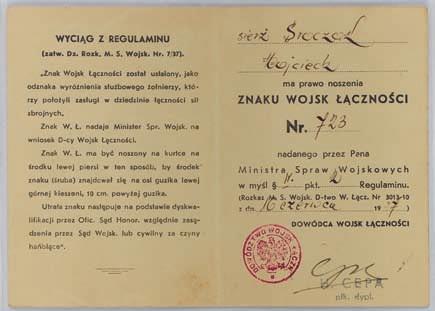 WYCIĄG Z REGULAMINU
(zatw. Dz. Rozk. M. S. Wojsk. Nr. 7/37).
„Znak Wojsk Łączności został ustalony, jako
odznaka wyróżnienia służbowego żołnierzy, któ-
rzy położyli zasługi w dziedzinie łączności sił
zbrojnych.
Znak W. Ł. nadaje Minister Spr. Wojsk. na
wniosek D-cy Wojsk Łączności.
Znak W. Ł. ma być noszony na kurtce na
środku lewej piersi w ten sposób, by środek
znaku (śruba) znajdował się na osi guzika lewej
górnej kieszeni, 10 cm. powyżej guzika.
Utrata znaku następuje na podstawie dyskwa-
lifikacji przez Ofic. Sąd Honor. względnie zasą-
dzenia przez Sąd Wojsk. lub cywilny za czyny
hańbiące".
sierż Sroczak
Wojciech
ma prawo noszenia
ZNAKU WOJSK ŁĄCZNOŚCI
Nr. 723
nadanego przez Pana
Ministra Spraw Wojskowych
w myśl § pkt. 2 Regulaminu.
(Rozkaz M. S. Wojsk. D-two W. Łącz. Nr 3013-10
z dn. 10 czerwca 1937)
DOWÓDCA WOJSK ŁĄCZNOŚCI
DOWÓDZTWO WOJSK ŁĄCZN.
H. CEPA
płk. dypl.